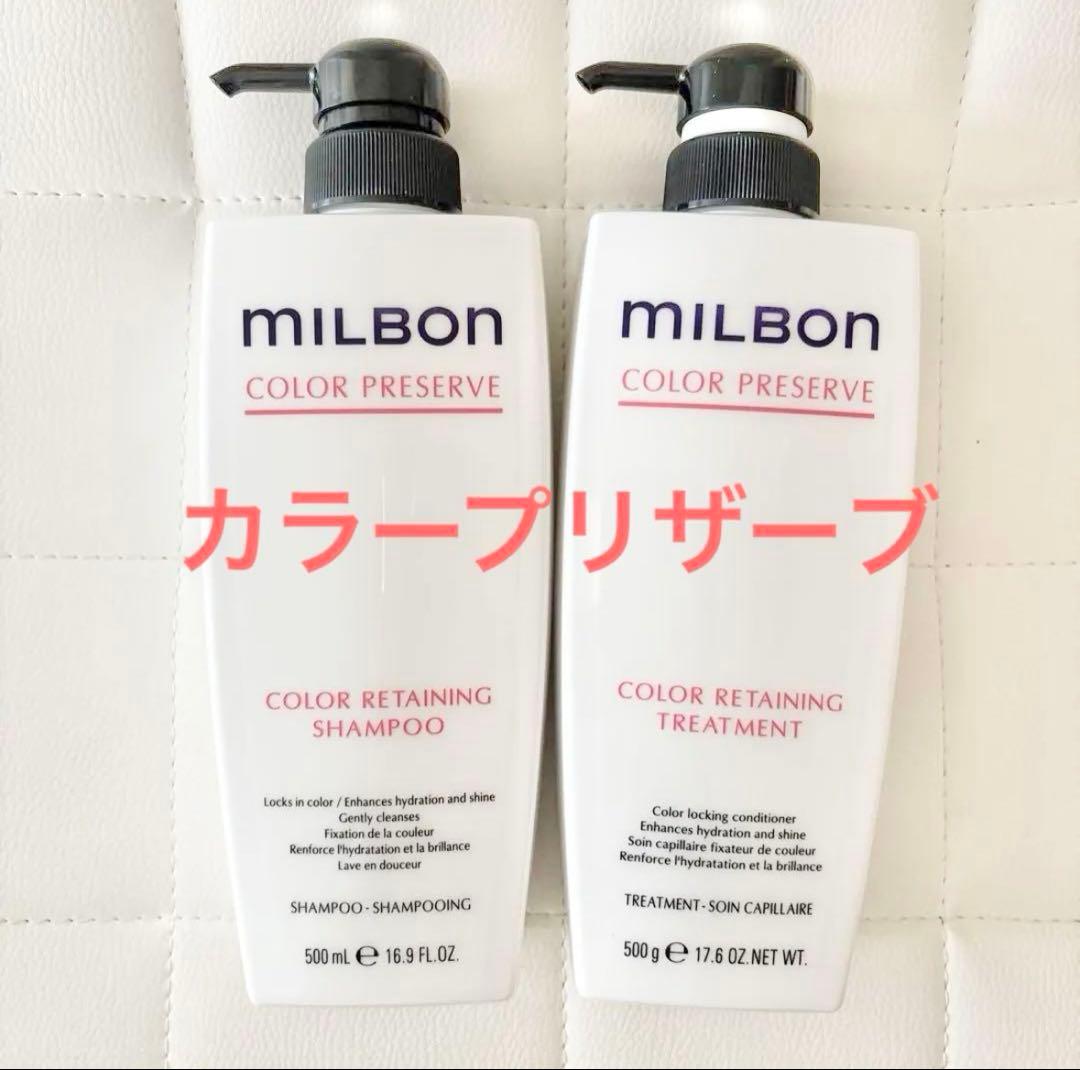 MILBON
COLOR PRESERVE
MILBON
COLOR PRESERVE
カラープリザーブ
COLOR RETAINING
SHAMPOO
Locks in color / Enhances hydration and shine
Gently cleanses
Fixation de la couleur
Renforce l'hydratation et la brillance
Lave en douceur
SHAMPOO - SHAMPOOING
500 mL ℮ 16.9 FL.OZ.
COLOR RETAINING
TREATMENT
Color locking conditioner
Enhances hydration and shine
Soin capillaire fixateur de couleur
Renforce l'hydratation et la brillance
TREATMENT - SOIN CAPILLAIRE
500 g ℮ 17.6 OZ.NET WT.